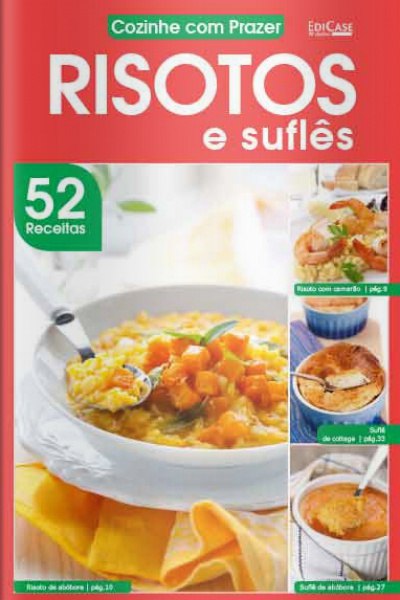 Cozinhe com Prazer
EDICASE
RISOTOS
e suflês
52
Receitas
Risoto com camarão | pág.9
Suflê
de cottage | pág.33
Risoto de abóbora | pág.10
Suflê de abóbora | pág.27